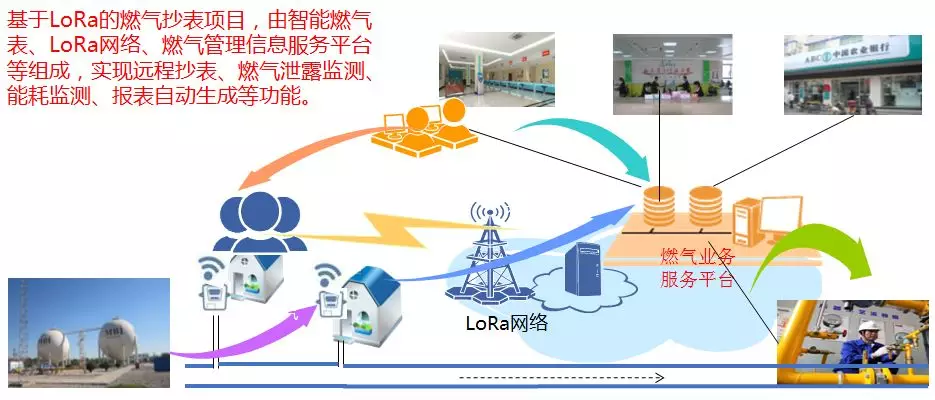 基于LoRa的燃气抄表项目，由智能燃气
表、LoRa网络、燃气管理信息服务平台
等组成，实现远程抄表、燃气泄露监测、
能耗监测、报表自动生成等功能。
ABC 中国农业银行
燃气业务
服务平台
LoRa网络
气